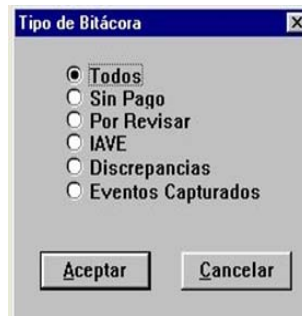 Tipo de Bitácora
Todos
Sin Pago
Por Revisar
IAVE
Discrepancias
Eventos Capturados
Aceptar
Cancelar